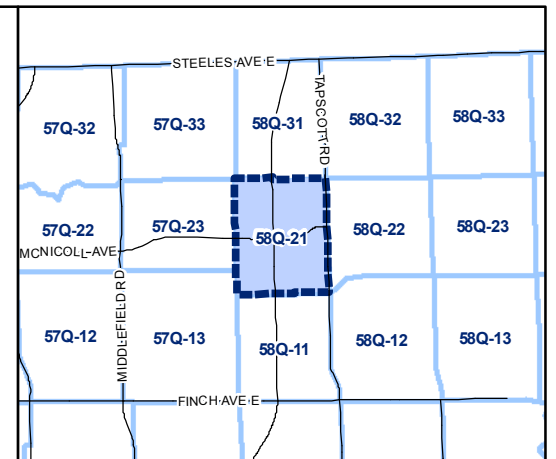 STEELES AVE E
TAPSCOTT RD
57Q-32
57Q-33
58Q-31
58Q-32
58Q-33
57Q-22
57Q-23
58Q-21
58Q-22
58Q-23
MCNICOLL AVE
MIDDLEFIELD RD
57Q-12
57Q-13
58Q-11
58Q-12
58Q-13
FINCH AVE E